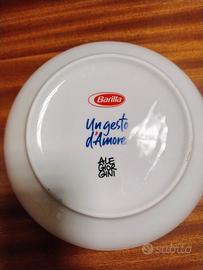 Barilla
Un gesto
d'Amore
ALE
GIOR
GINI
subito